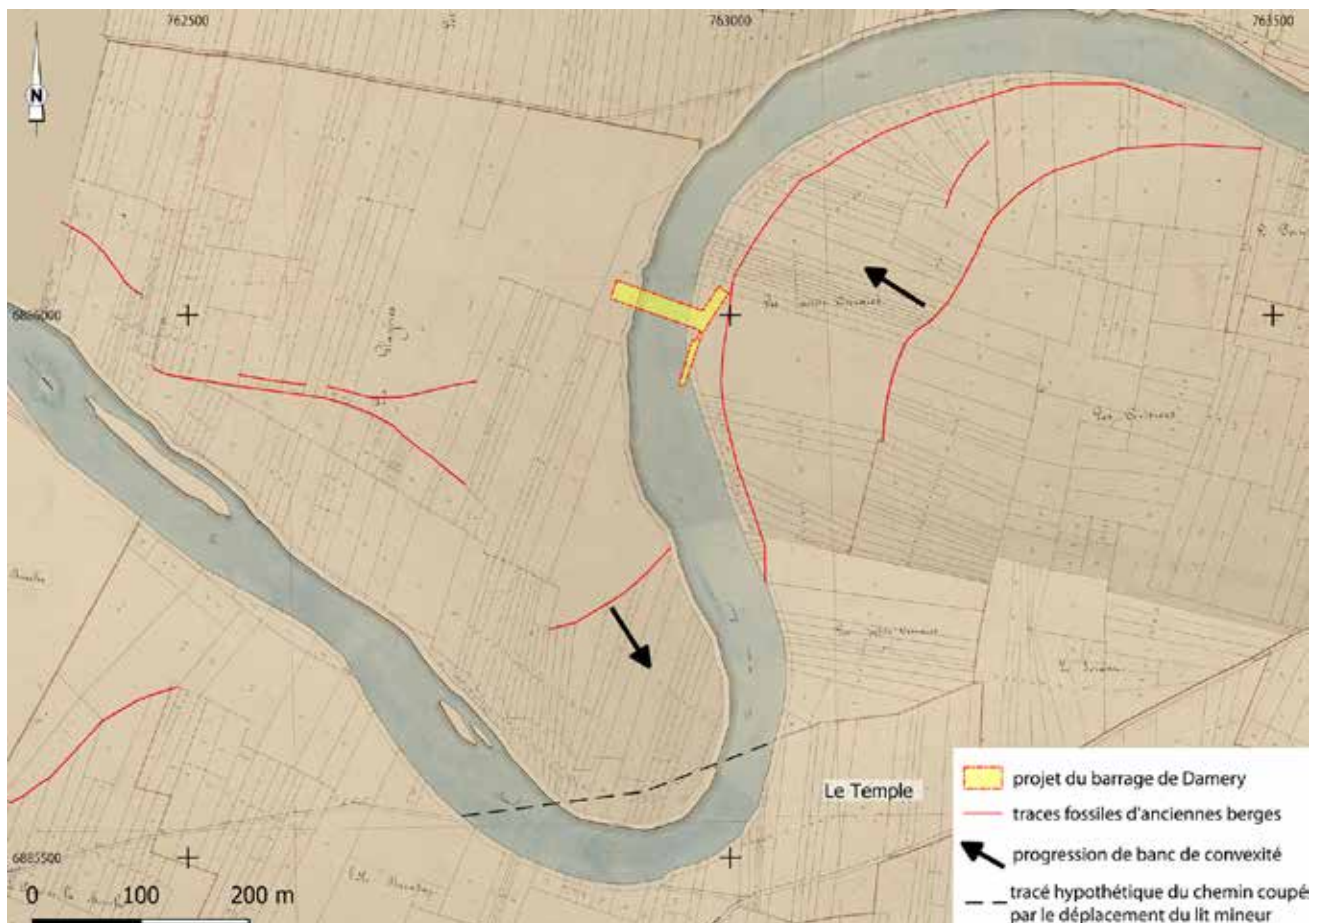 762500
763000
763500
N
6886000
Le Temple
6885500
0 100 200 m
projet du barrage de Damery
traces fossiles d'anciennes berges
progression de banc de convexité
tracé hypothétique du chemin coupé
par le déplacement du lit mineur